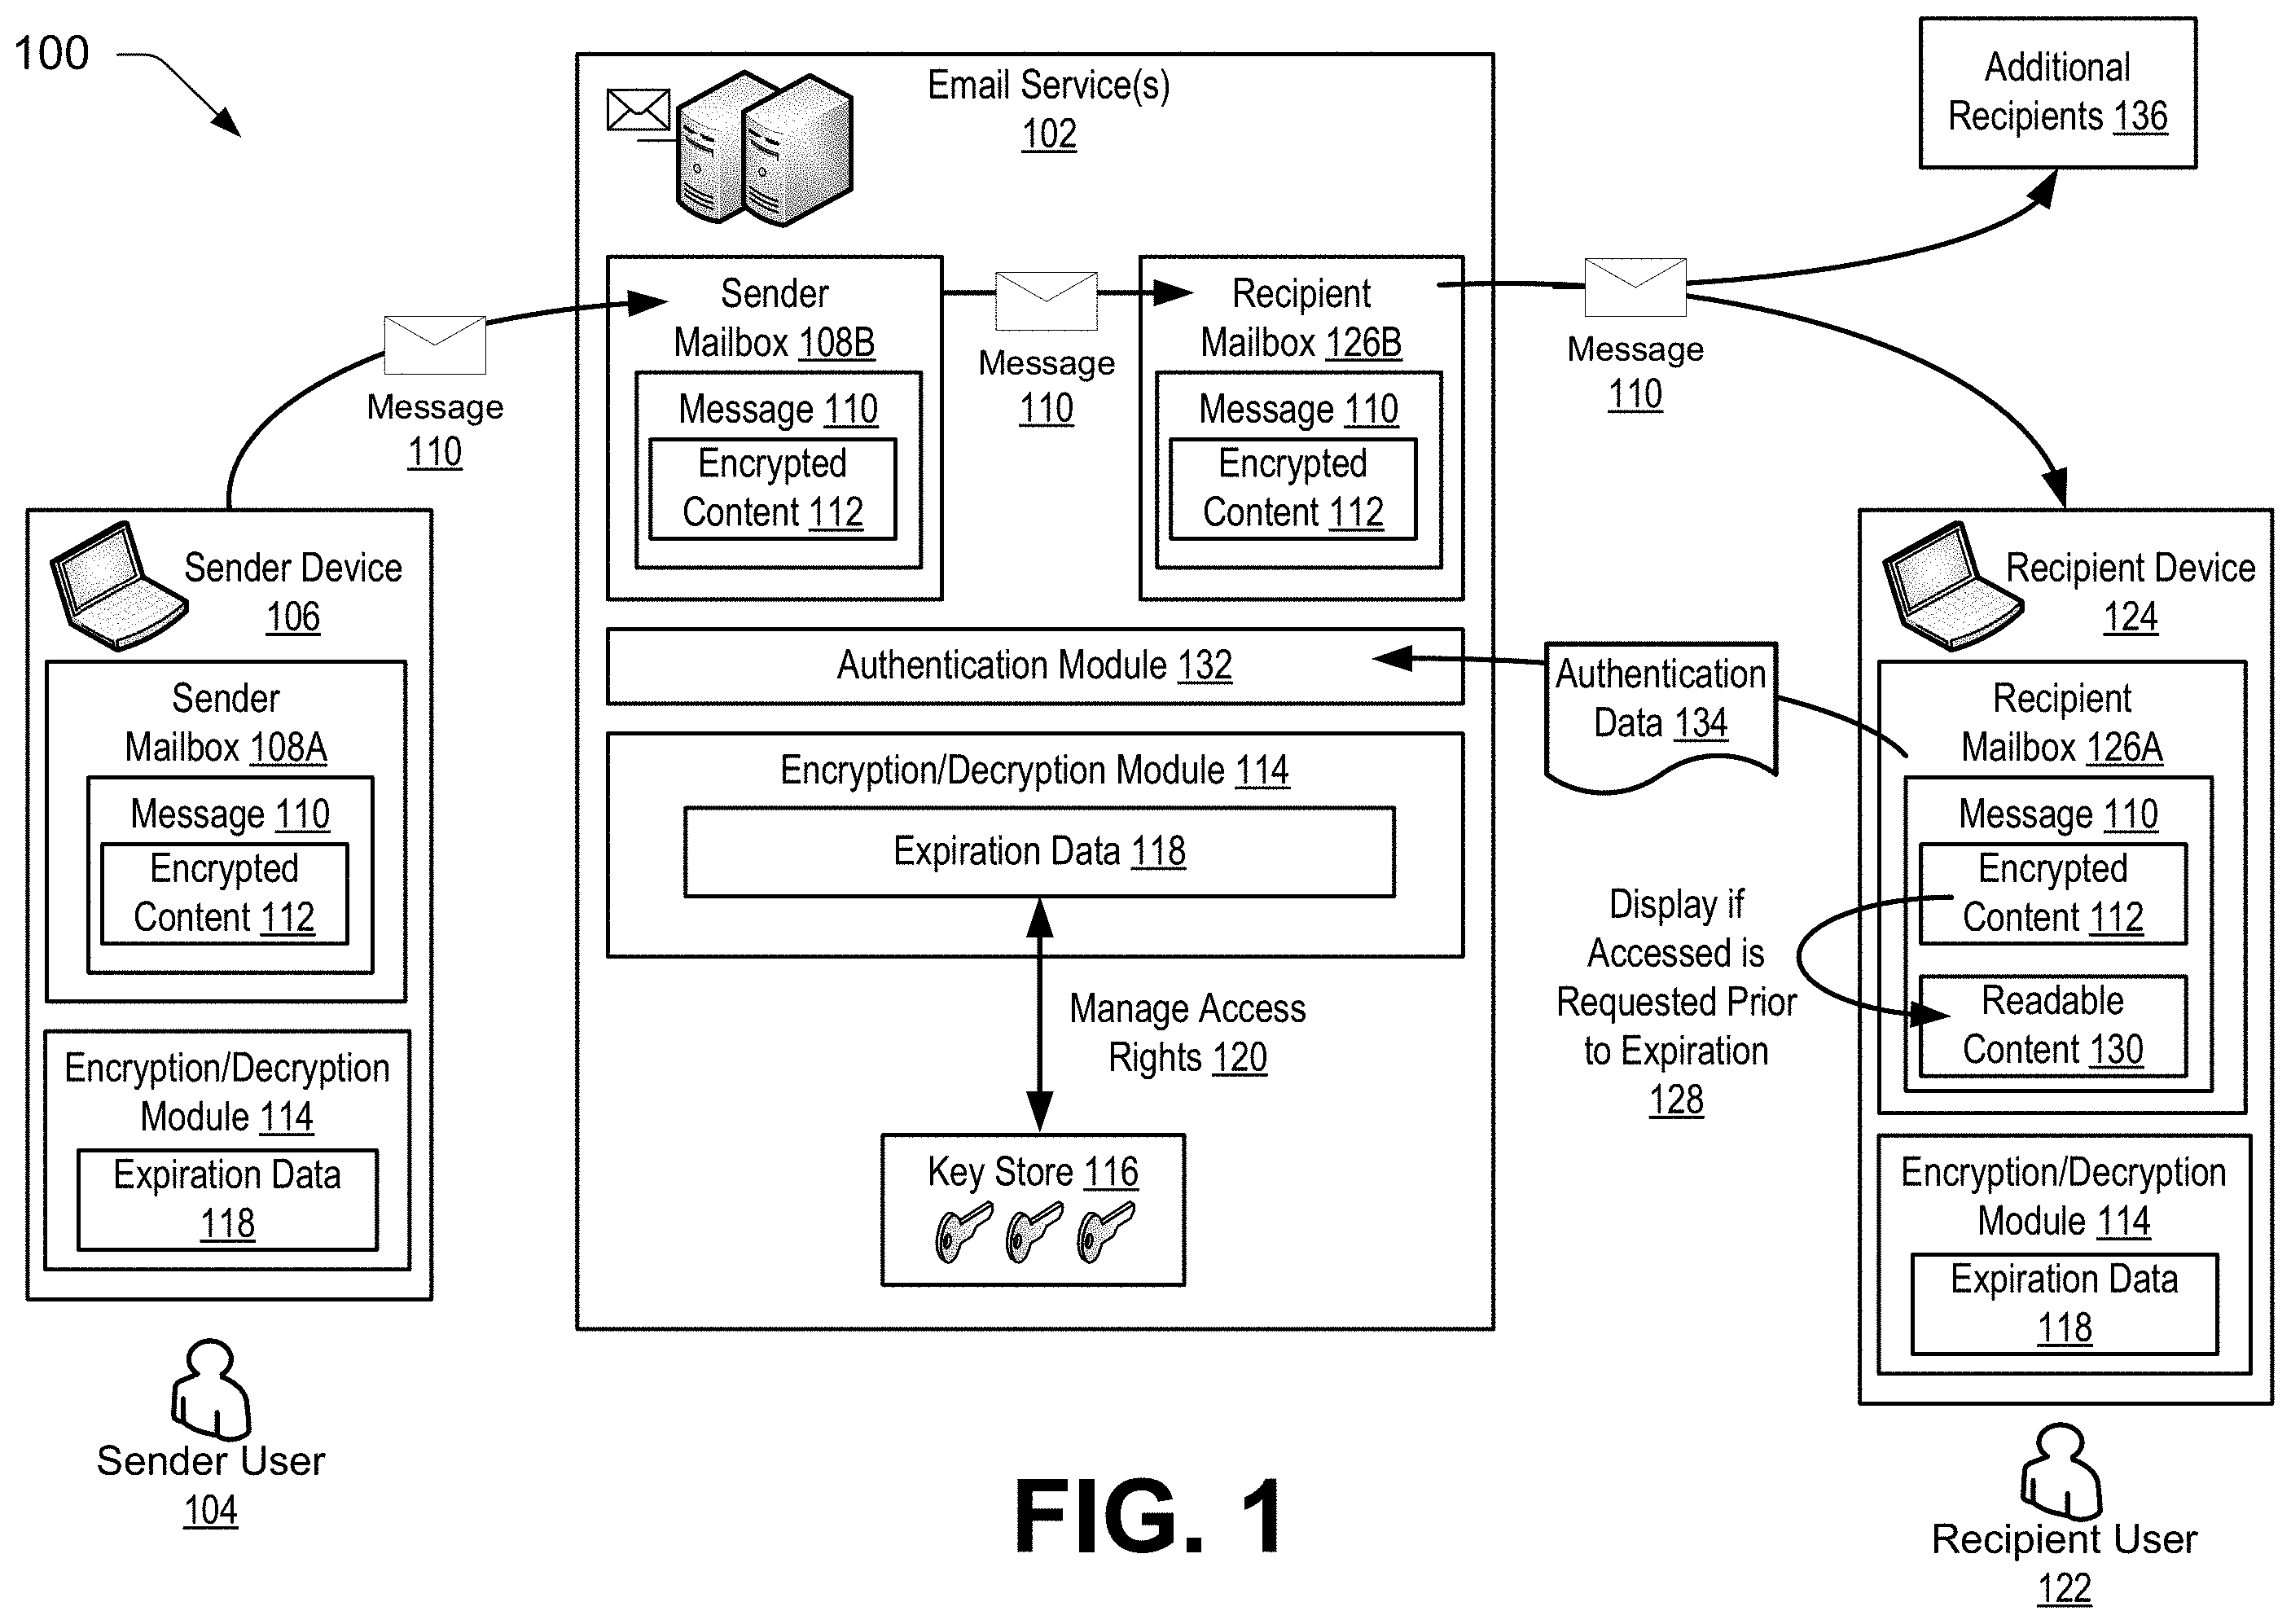 100
Email Service(s)
102
Additional
Recipients 136
Message
110
Sender
Mailbox 108B
Message 110
Encrypted
Content 112
Message
110
Recipient
Mailbox 126B
Message 110
Encrypted
Content 112
Message
110
Sender Device
106
Sender
Mailbox 108A
Message 110
Encrypted
Content 112
Encryption/Decryption
Module 114
Expiration Data
118
Sender User
104
Authentication Module 132
Encryption/Decryption Module 114
Expiration Data 118
Manage Access
Rights 120
Key Store 116
Authentication
Data 134
Display if
Accessed is
Requested Prior
to Expiration
128
Recipient Device
124
Recipient
Mailbox 126A
Message 110
Encrypted
Content 112
Readable
Content 130
Encryption/Decryption
Module 114
Expiration Data
118
Recipient User
122
FIG. 1